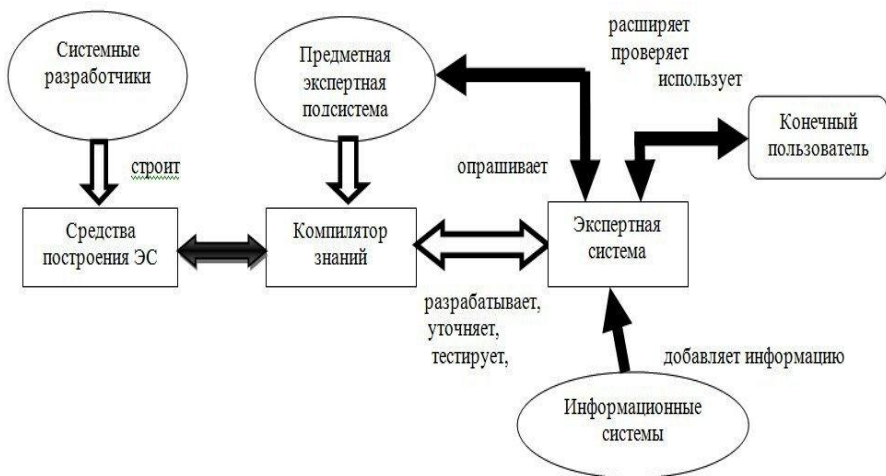 Системные
разработчики
Предметная
экспертная
подсистема
расширяет
проверяет
использует
Конечный
пользователь
строит
опрашивает
Средства
построения ЭС
Компилятор
знаний
Экспертная
система
разрабатывает,
уточняет,
тестирует,
добавляет информацию
Информационные
системы